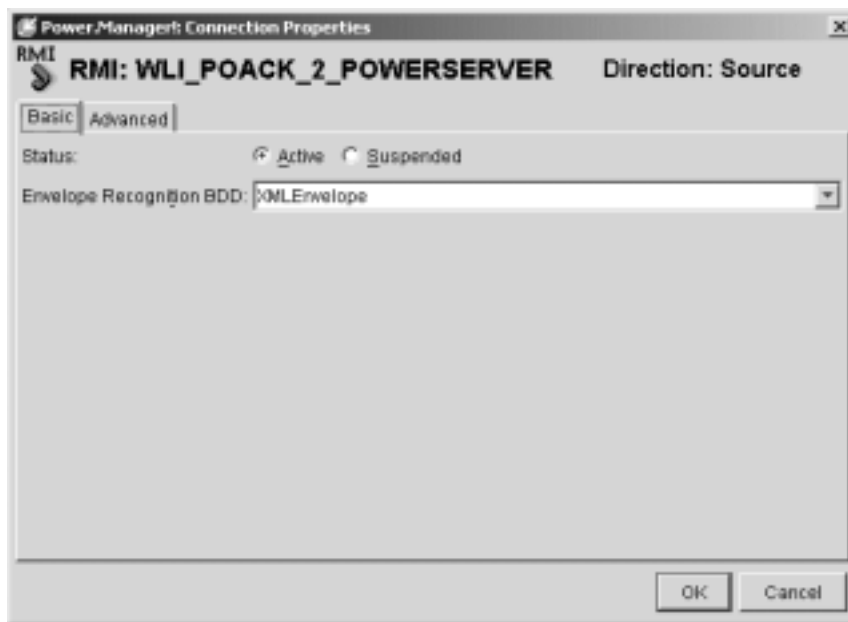 Power.Manager!: Connection Properties
RMI
RMI: WLI_POACK_2_POWERSERVER Direction: Source
Basic Advanced
Status: Active Suspended
Envelope Recognition BDD: XMLEnvelope
OK Cancel